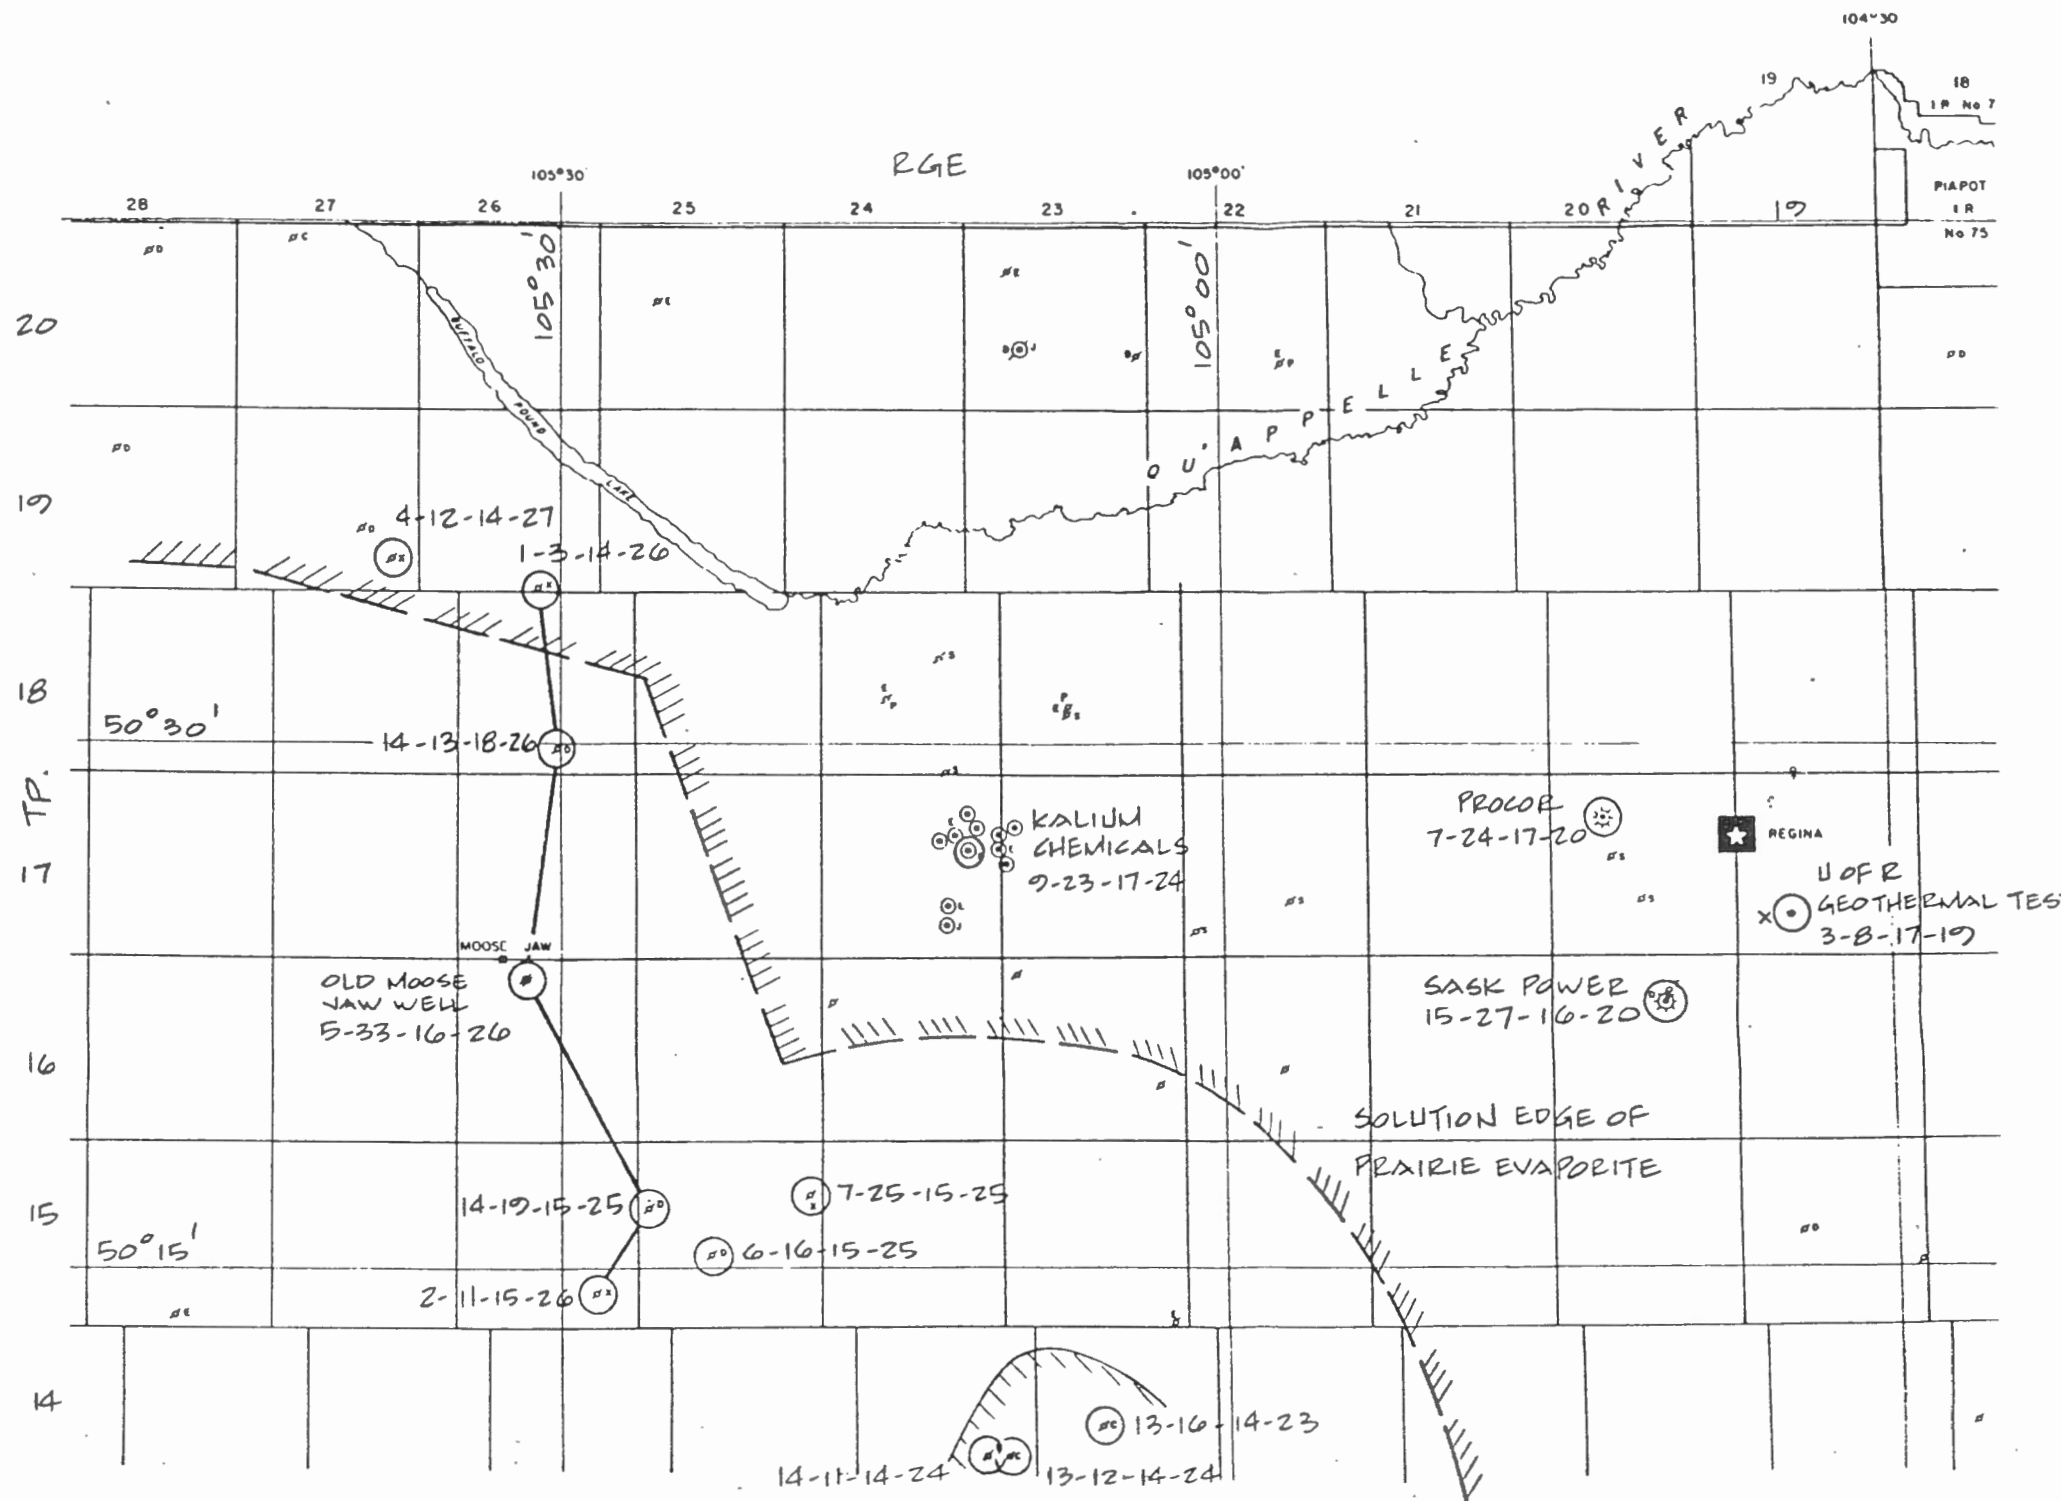 104°30
19
18
I R No 7
RGE
105°30'
105°00'
28
27
26
25
24
23
22
21
20
19
PIAPOT
I R
No 75
QU'APPELLE RIVER
105°30'
105°00'
BUFFALO POUND LAKE
20
19
4-12-14-27
1-3-14-26
18
50°30'
14-13-18-26
TP.
KALIUM
CHEMICALS
9-23-17-24
PROCOR
7-24-17-20
REGINA
17
U OF R
GEOTHERMAL TES
3-8-17-19
MOOSE JAW
OLD MOOSE
JAW WELL
5-33-16-26
SASK POWER
15-27-16-20
16
SOLUTION EDGE OF
PRAIRIE EVAPORITE
15
14-19-15-25
7-25-15-25
50°15'
6-16-15-25
2-11-15-26
14
13-16-14-23
14-11-14-24
13-12-14-24